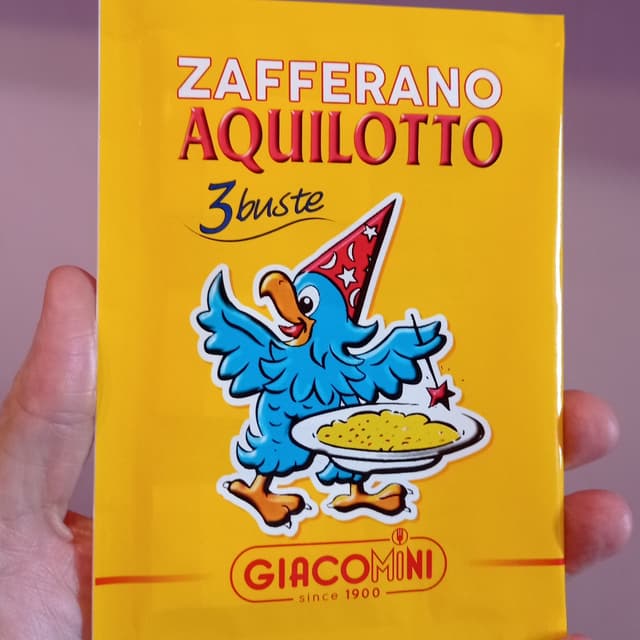 ZAFFERANO
AQUILOTTO
3buste
GIACOMINI
since 1900